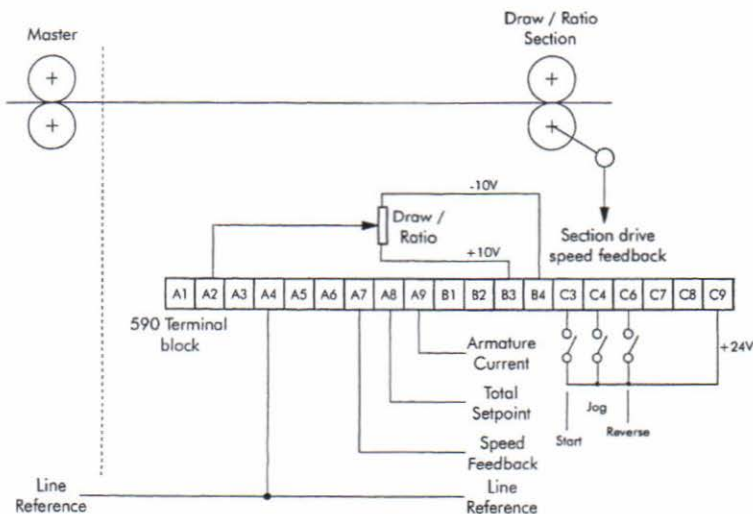 Master
Draw / Ratio
Section
-10V
Draw /
Ratio
+10V
Section drive
speed feedback
A1 A2 A3 A4 A5 A6 A7 A8 A9 B1 B2 B3 B4 C3 C4 C6 C7 C8 C9
590 Terminal
block
+24V
Armature
Current
Total
Setpoint
Jog
Start
Reverse
Speed
Feedback
Line
Reference
Line
Reference